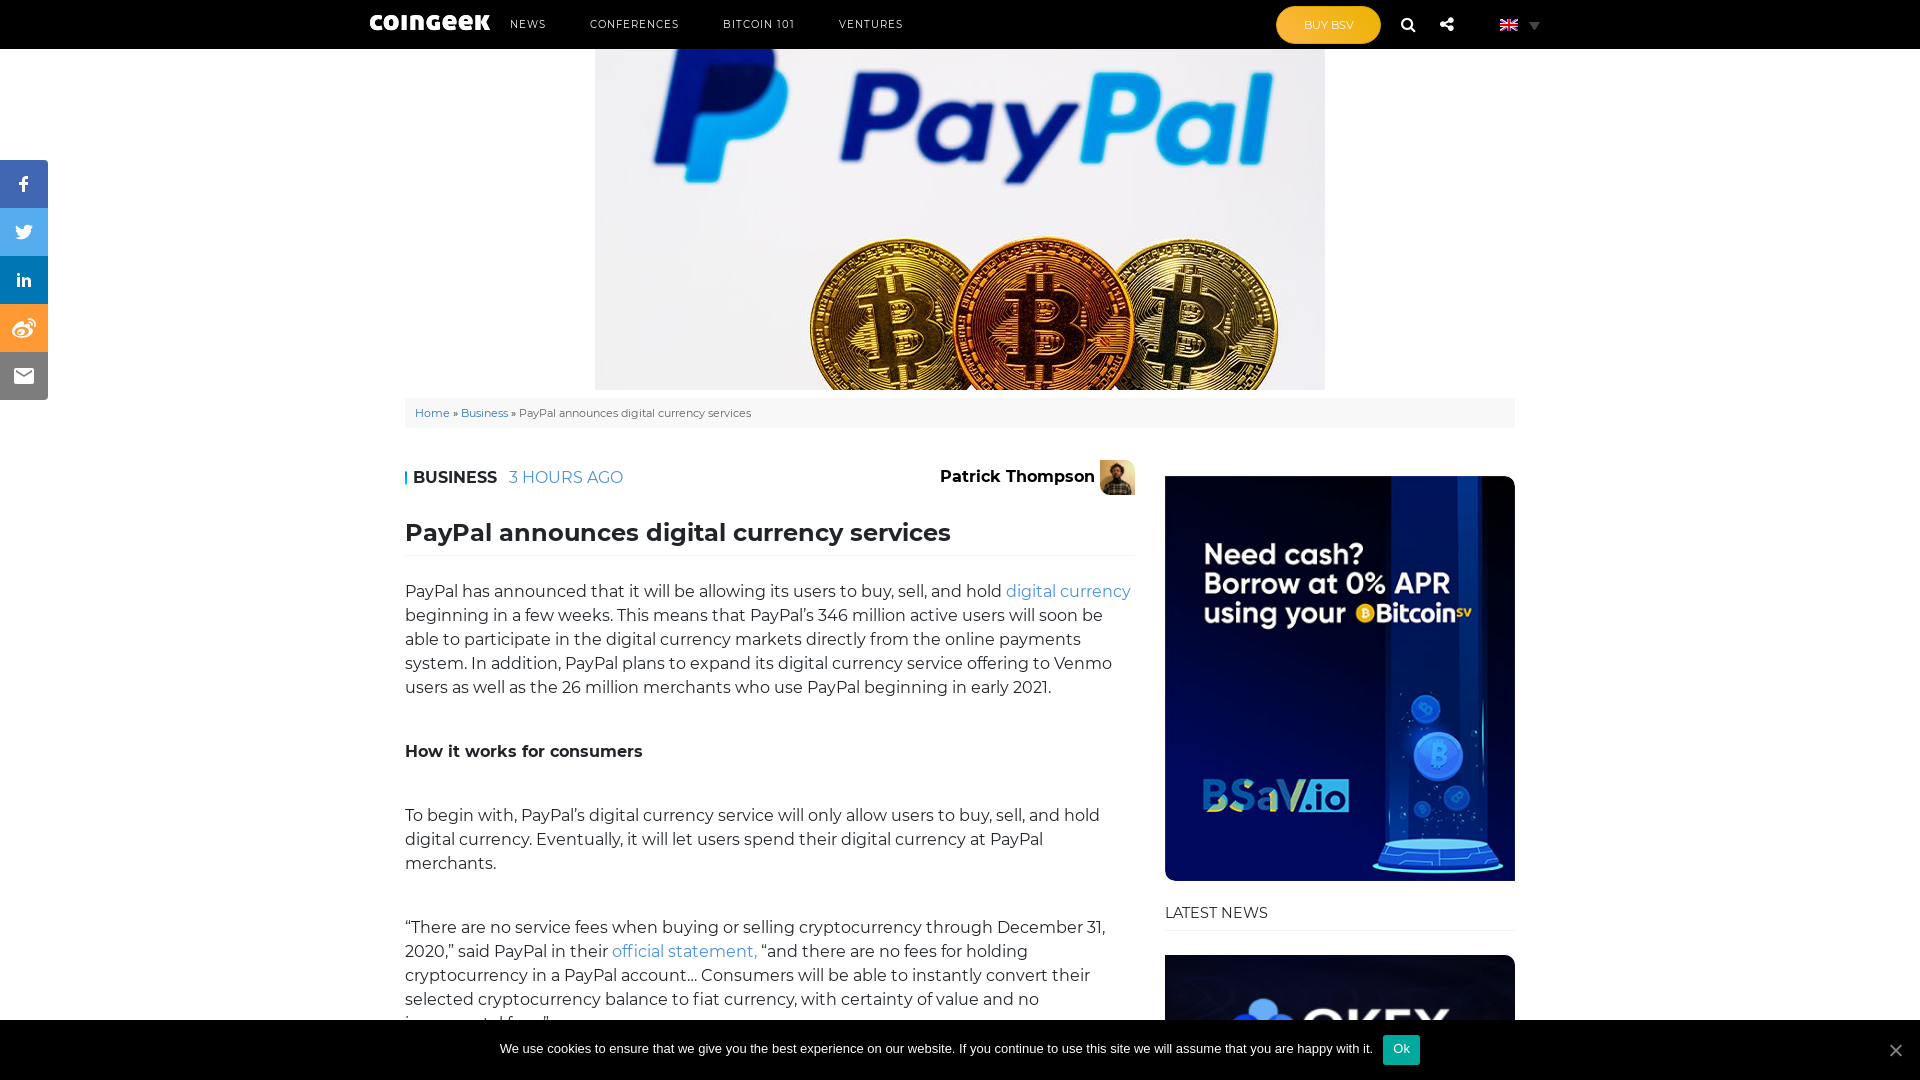 coingeek NEWS CONFERENCES BITCOIN 101 VENTURES BUY BSV
PayPal
Home » Business » PayPal announces digital currency services
BUSINESS 3 HOURS AGO Patrick Thompson
PayPal announces digital currency services
PayPal has announced that it will be allowing its users to buy, sell, and hold digital currency
beginning in a few weeks. This means that PayPal’s 346 million active users will soon be
able to participate in the digital currency markets directly from the online payments
system. In addition, PayPal plans to expand its digital currency service offering to Venmo
users as well as the 26 million merchants who use PayPal beginning in early 2021.
How it works for consumers
To begin with, PayPal’s digital currency service will only allow users to buy, sell, and hold
digital currency. Eventually, it will let users spend their digital currency at PayPal
merchants.
“There are no service fees when buying or selling cryptocurrency through December 31,
2020,” said PayPal in their official statement, “and there are no fees for holding
cryptocurrency in a PayPal account… Consumers will be able to instantly convert their
selected cryptocurrency balance to fiat currency, with certainty of value and no
Need cash?
Borrow at 0% APR
using your BitcoinSV
BSaV.io
LATEST NEWS
OKEX
We use cookies to ensure that we give you the best experience on our website. If you continue to use this site we will assume that you are happy with it. Ok